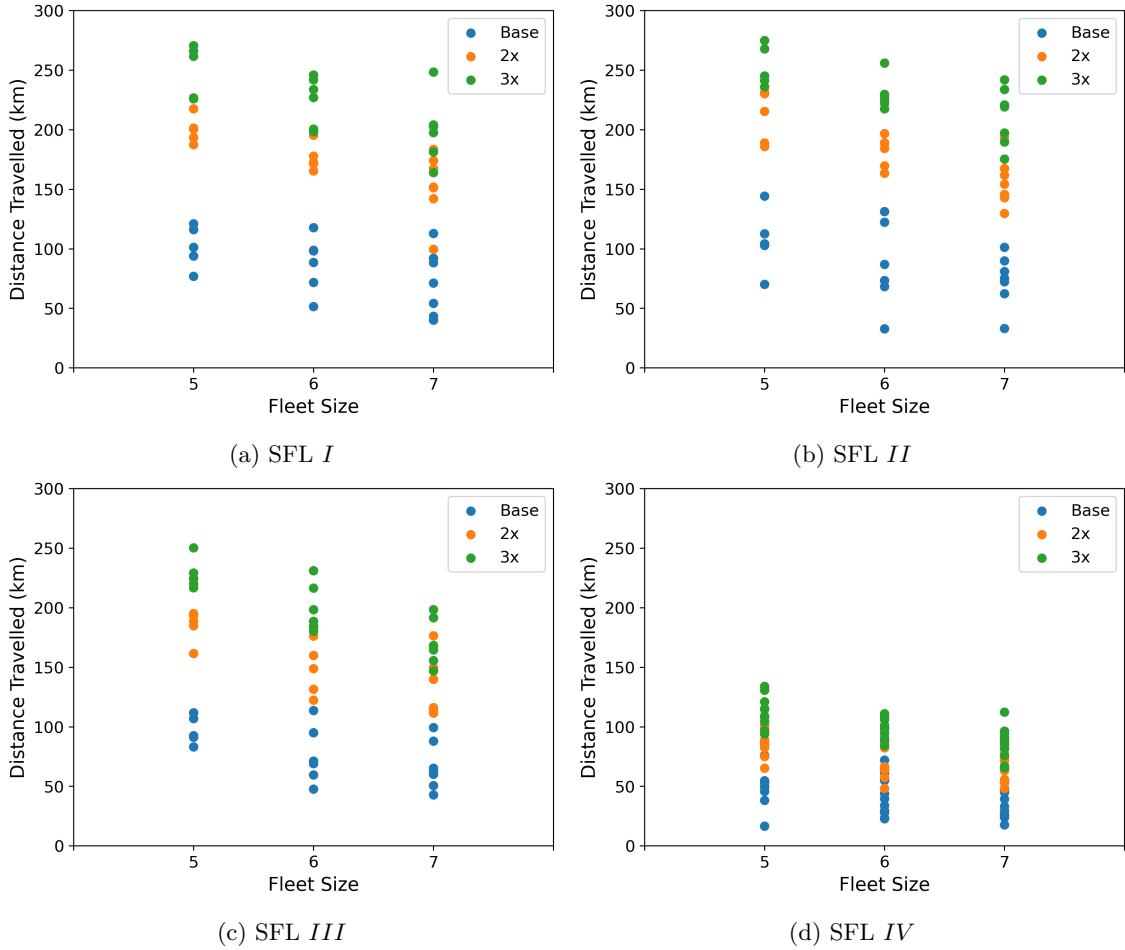 300
250
200
150
100
50
0
Distance Travelled (km)
Base
2x
3x
5
6
7
Fleet Size
(a) SFL I
300
250
200
150
100
50
0
Distance Travelled (km)
Base
2x
3x
5
6
7
Fleet Size
(b) SFL II
300
250
200
150
100
50
0
Distance Travelled (km)
Base
2x
3x
5
6
7
Fleet Size
(c) SFL III
300
250
200
150
100
50
0
Distance Travelled (km)
Base
2x
3x
5
6
7
Fleet Size
(d) SFL IV